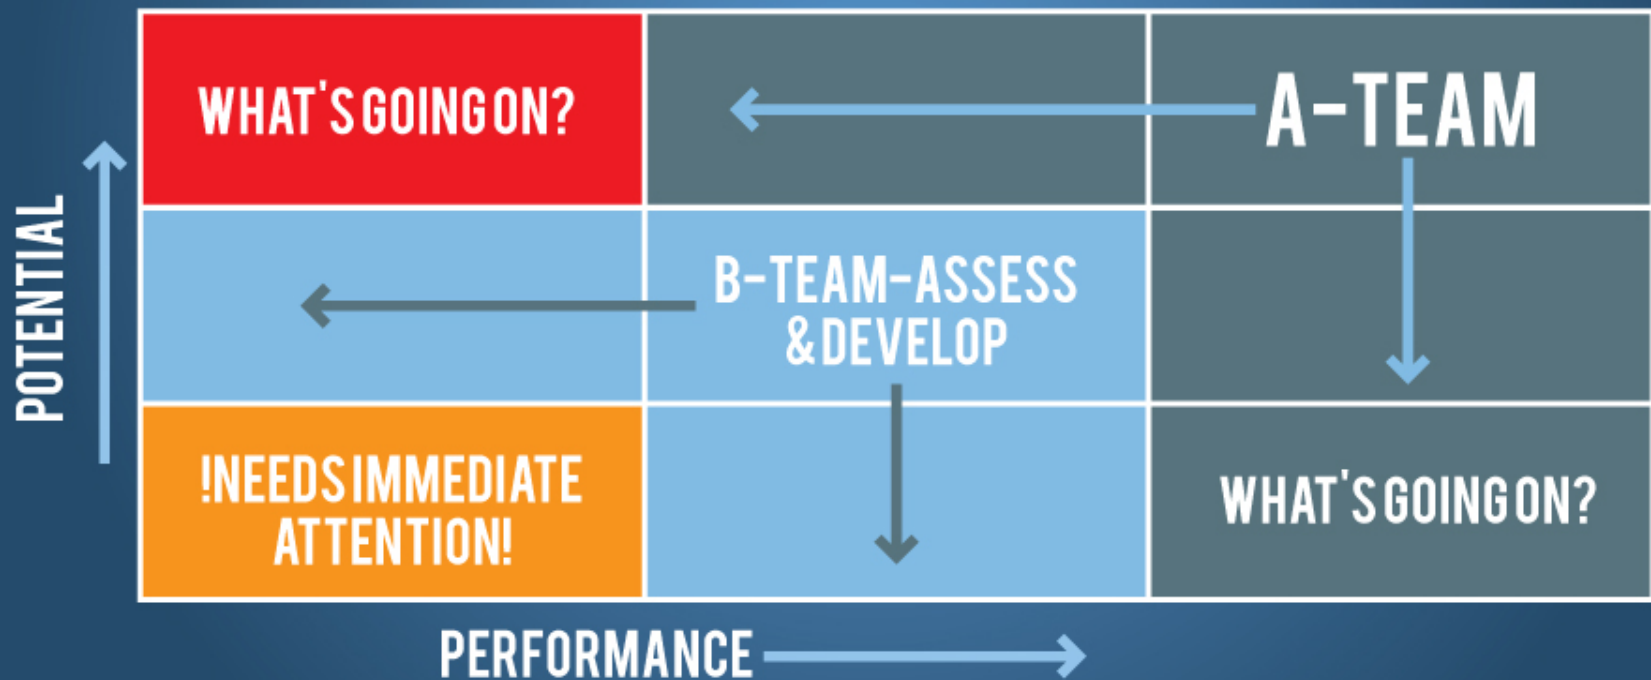 WHAT'S GOING ON?
A-TEAM
POTENTIAL
B-TEAM-ASSESS
& DEVELOP
!NEEDS IMMEDIATE
ATTENTION!
WHAT'S GOING ON?
PERFORMANCE